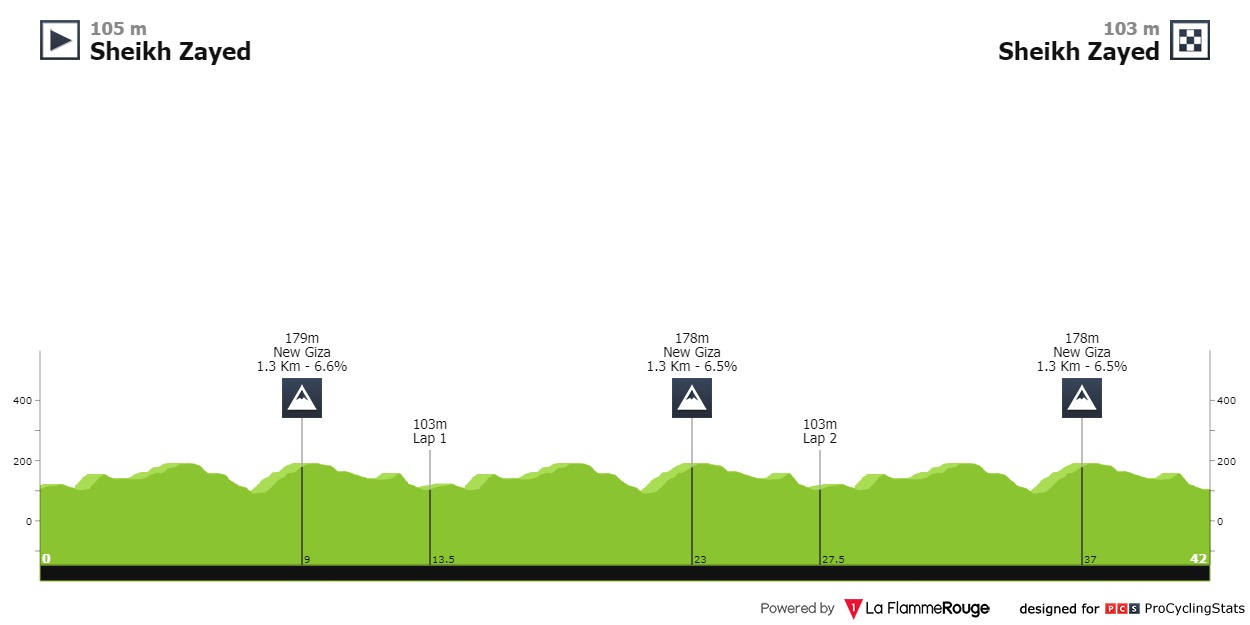 105 m
Sheikh Zayed
103 m
Sheikh Zayed
179m
New Giza
1.3 Km - 6.6%
178m
New Giza
1.3 Km - 6.5%
178m
New Giza
1.3 Km - 6.5%
103m
Lap 1
103m
Lap 2
400
200
0
400
200
0
0
9
13.5
23
27.5
37
42
Powered by 1 La FlammeRouge designed for PCS ProCyclingStats